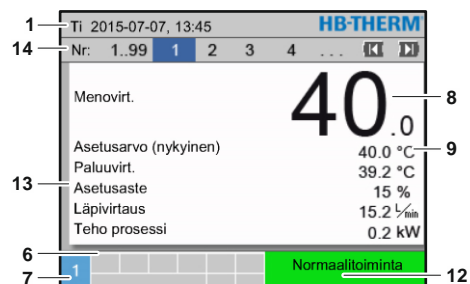 1 Ti 2015-07-07, 13:45 HB-THERM
14 Nr: 1..99 1 2 3 4 ...
Menovirt. 40.0 8
Asetusarvo (nykyinen) 40.0 °C 9
Paluuvirt. 39.2 °C
13 Asetusaste 15 %
Läpivirtaus 15.2 L/min
Teho prosessi 0.2 kW
6
7 1 Normaalitoiminta 12